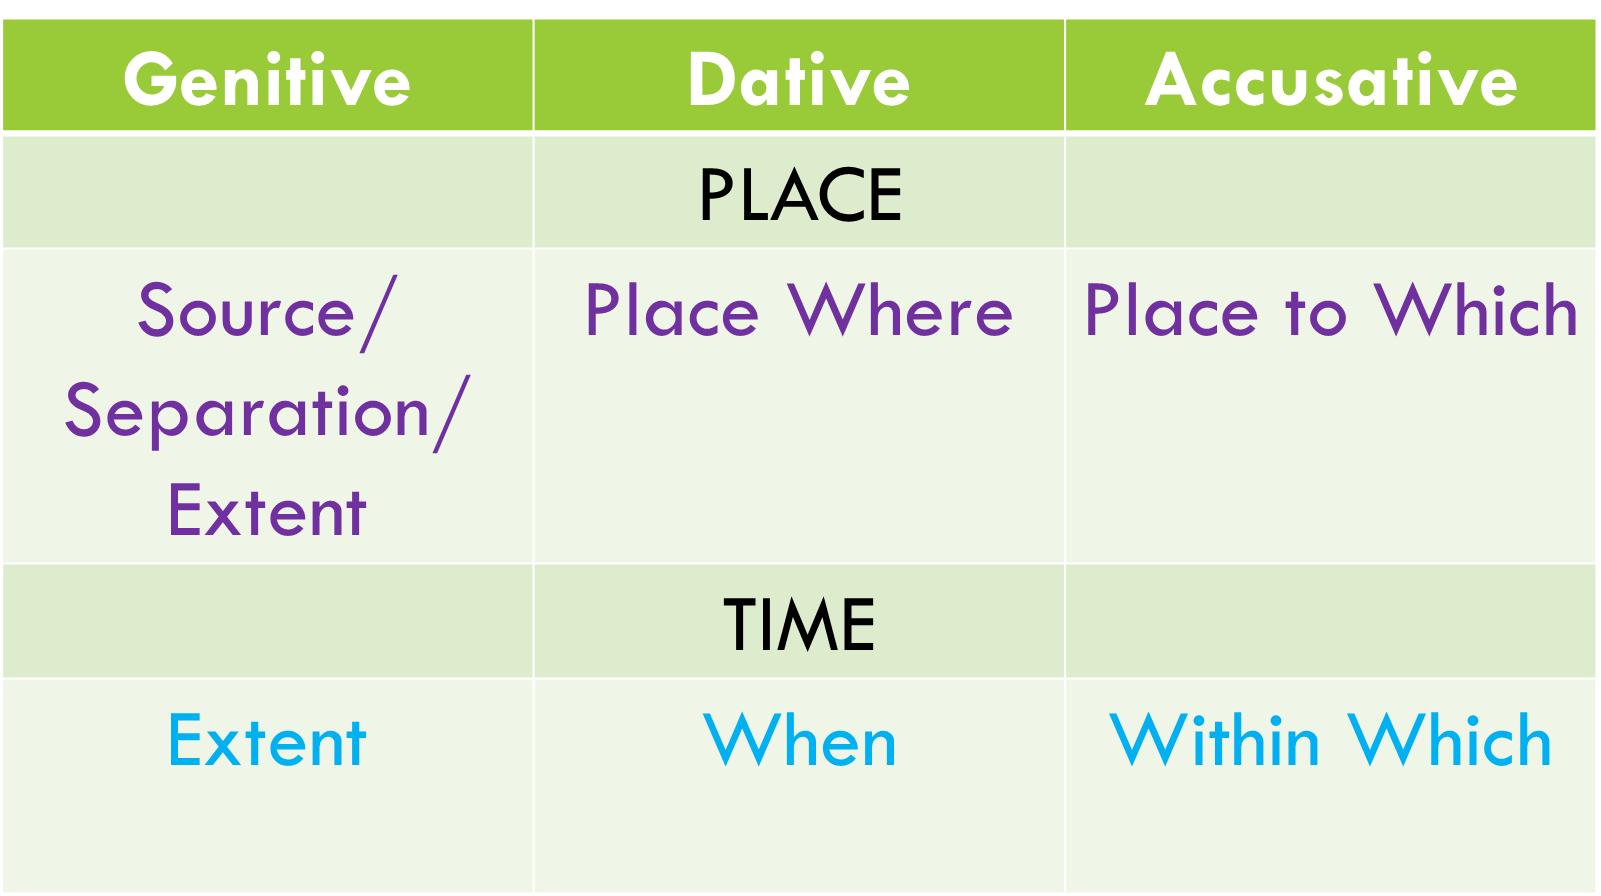 Genitive Dative Accusative
PLACE
Source/ Place Where Place to Which
Separation/
Extent
TIME
Extent When Within Which